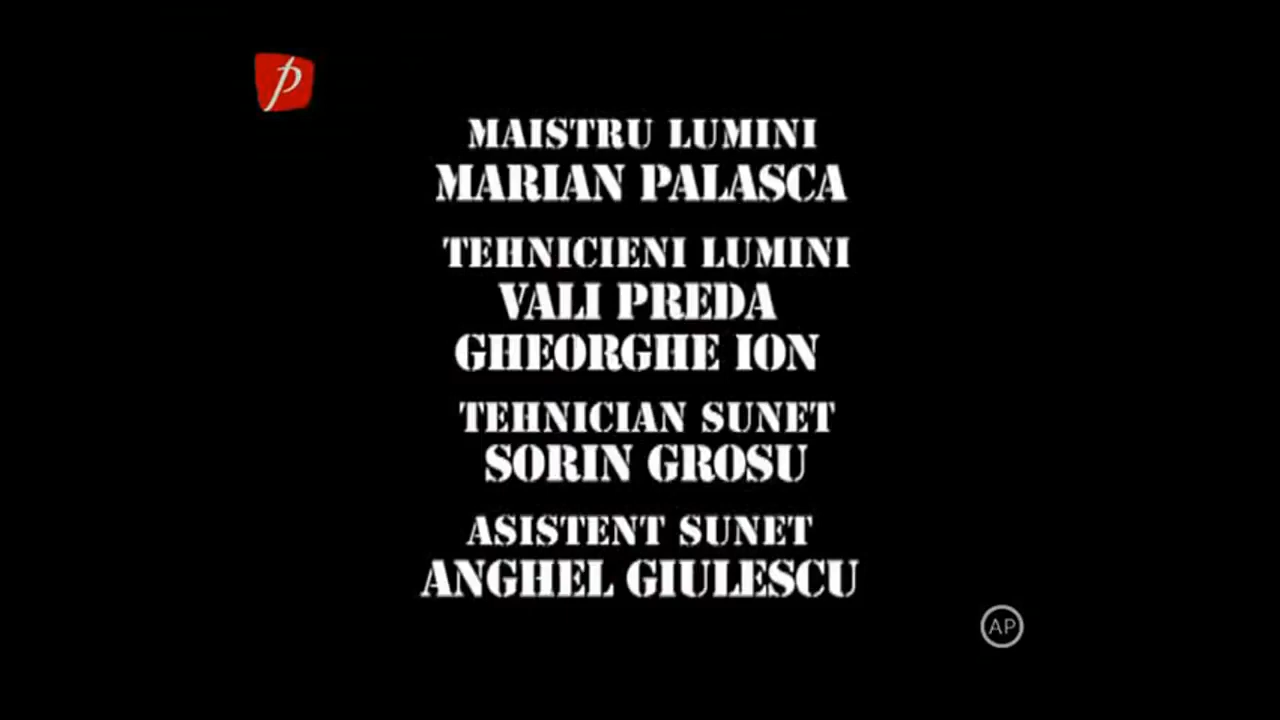 p
MAISTRU LUMINI
MARIAN PALASCA
TEHNICIENI LUMINI
VALI PREDA
GHEORGHE ION
TEHNICIAN SUNET
SORIN GROSU
ASISTENT SUNET
ANGHEL GIULESCU
AP